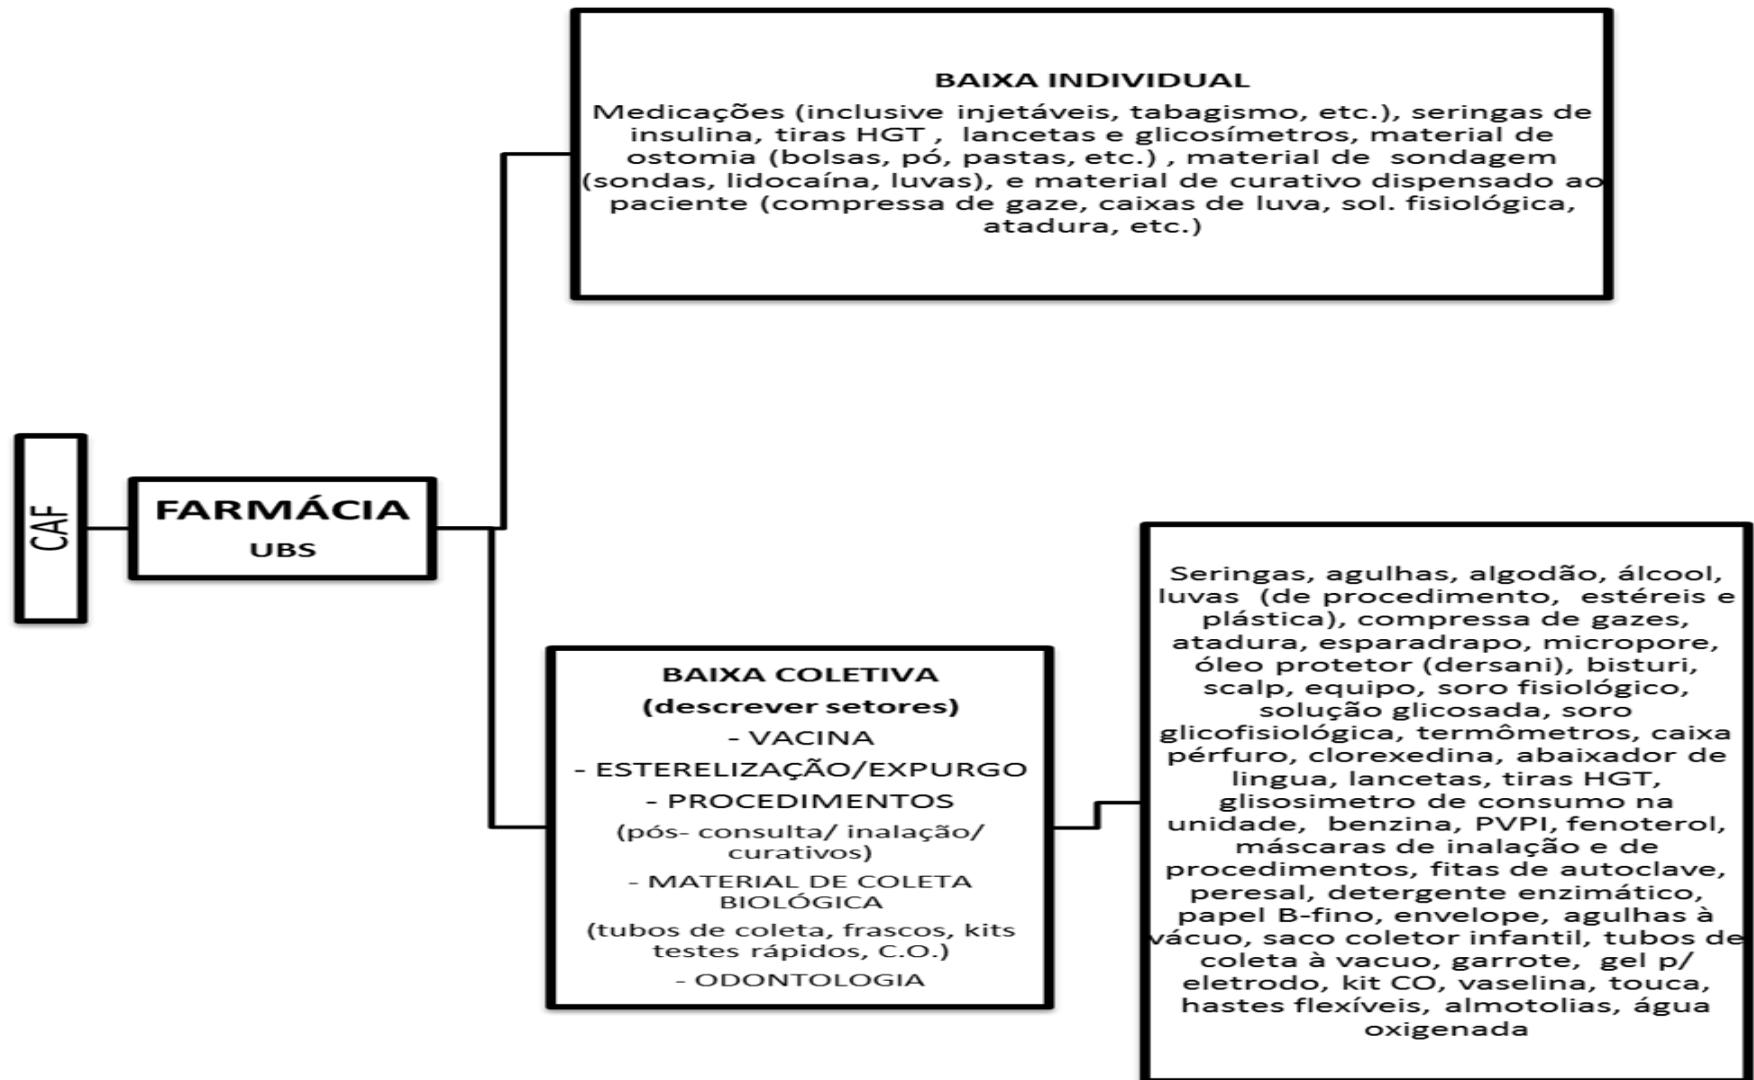 CAF
FARMÁCIA
UBS
BAIXA INDIVIDUAL
Medicações (inclusive injetáveis, tabagismo, etc.), seringas de
insulina, tiras HGT , lancetas e glicosímetros, material de
ostomia (bolsas, pó, pastas, etc.) , material de sondagem
(sondas, lidocaína, luvas), e material de curativo dispensado ao
paciente (compressa de gaze, caixas de luva, sol. fisiológica,
atadura, etc.)
BAIXA COLETIVA
(descrever setores)
- VACINA
- ESTERELIZAÇÃO/EXPURGO
- PROCEDIMENTOS
(pós- consulta/ inalação/
curativos)
- MATERIAL DE COLETA
BIOLÓGICA
(tubos de coleta, frascos, kits
testes rápidos, C.O.)
- ODONTOLOGIA
Seringas, agulhas, algodão, álcool,
luvas (de procedimento, estéreis e
plástica), compressa de gazes,
atadura, esparadrapo, micropore,
óleo protetor (dersani), bisturi,
scalp, equipo, soro fisiológico,
solução glicosada, soro
glicofisiológica, termômetros, caixa
pérfuro, clorexedina, abaixador de
lingua, lancetas, tiras HGT,
glisosimetro de consumo na
unidade, benzina, PVPI, fenoterol,
máscaras de inalação e de
procedimentos, fitas de autoclave,
peresal, detergente enzimático,
papel B-fino, envelope, agulhas à
vácuo, saco coletor infantil, tubos de
coleta à vacuo, garrote, gel p/
eletrodo, kit CO, vaselina, touca,
hastes flexíveis, almotolias, água
oxigenada